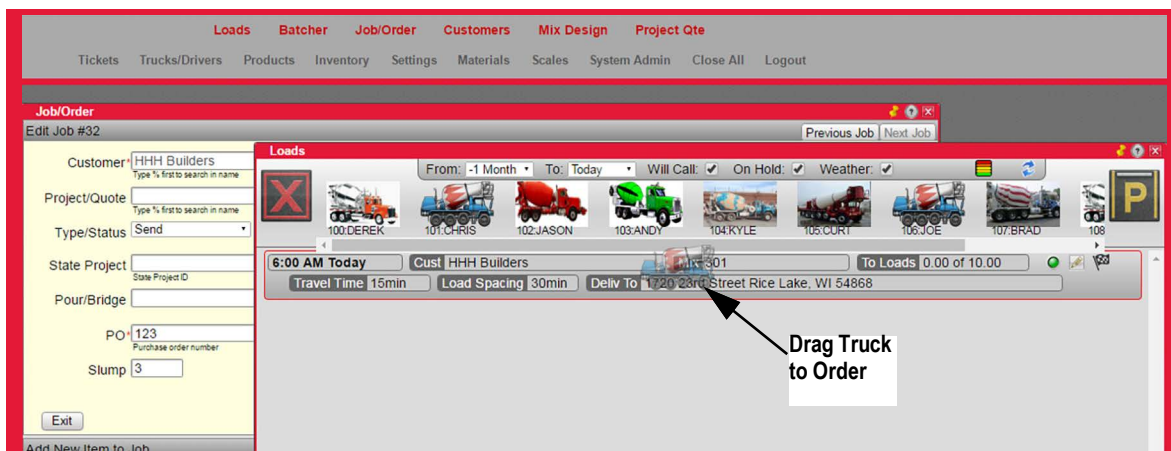 Loads Batcher Job/Order Customers Mix Design Project Qte
Tickets Trucks/Drivers Products Inventory Settings Materials Scales System Admin Close All Logout
Job/Order
Edit Job #32
Previous Job Next Job
Customer* HHH Builders
Type % first to search in name
Project/Quote
Type % first to search in name
Type/Status Send
State Project
State Project ID
Pour/Bridge
PO* 123
Purchase order number
Slump 3
Exit
Add New Item to Job
Loads
From: -1 Month To: Today Will Call: On Hold: Weather:
X
P
100:DEREK 101:CHRIS 102:JASON 103:ANDY 104:KYLE 105:CURT 106:JOE 107:BRAD 108
6:00 AM Today Cust HHH Builders 301 To Loads 0.00 of 10.00
Travel Time 15min Load Spacing 30min Deliv To 1720 23rd Street Rice Lake, WI 54868
Drag Truck
to Order